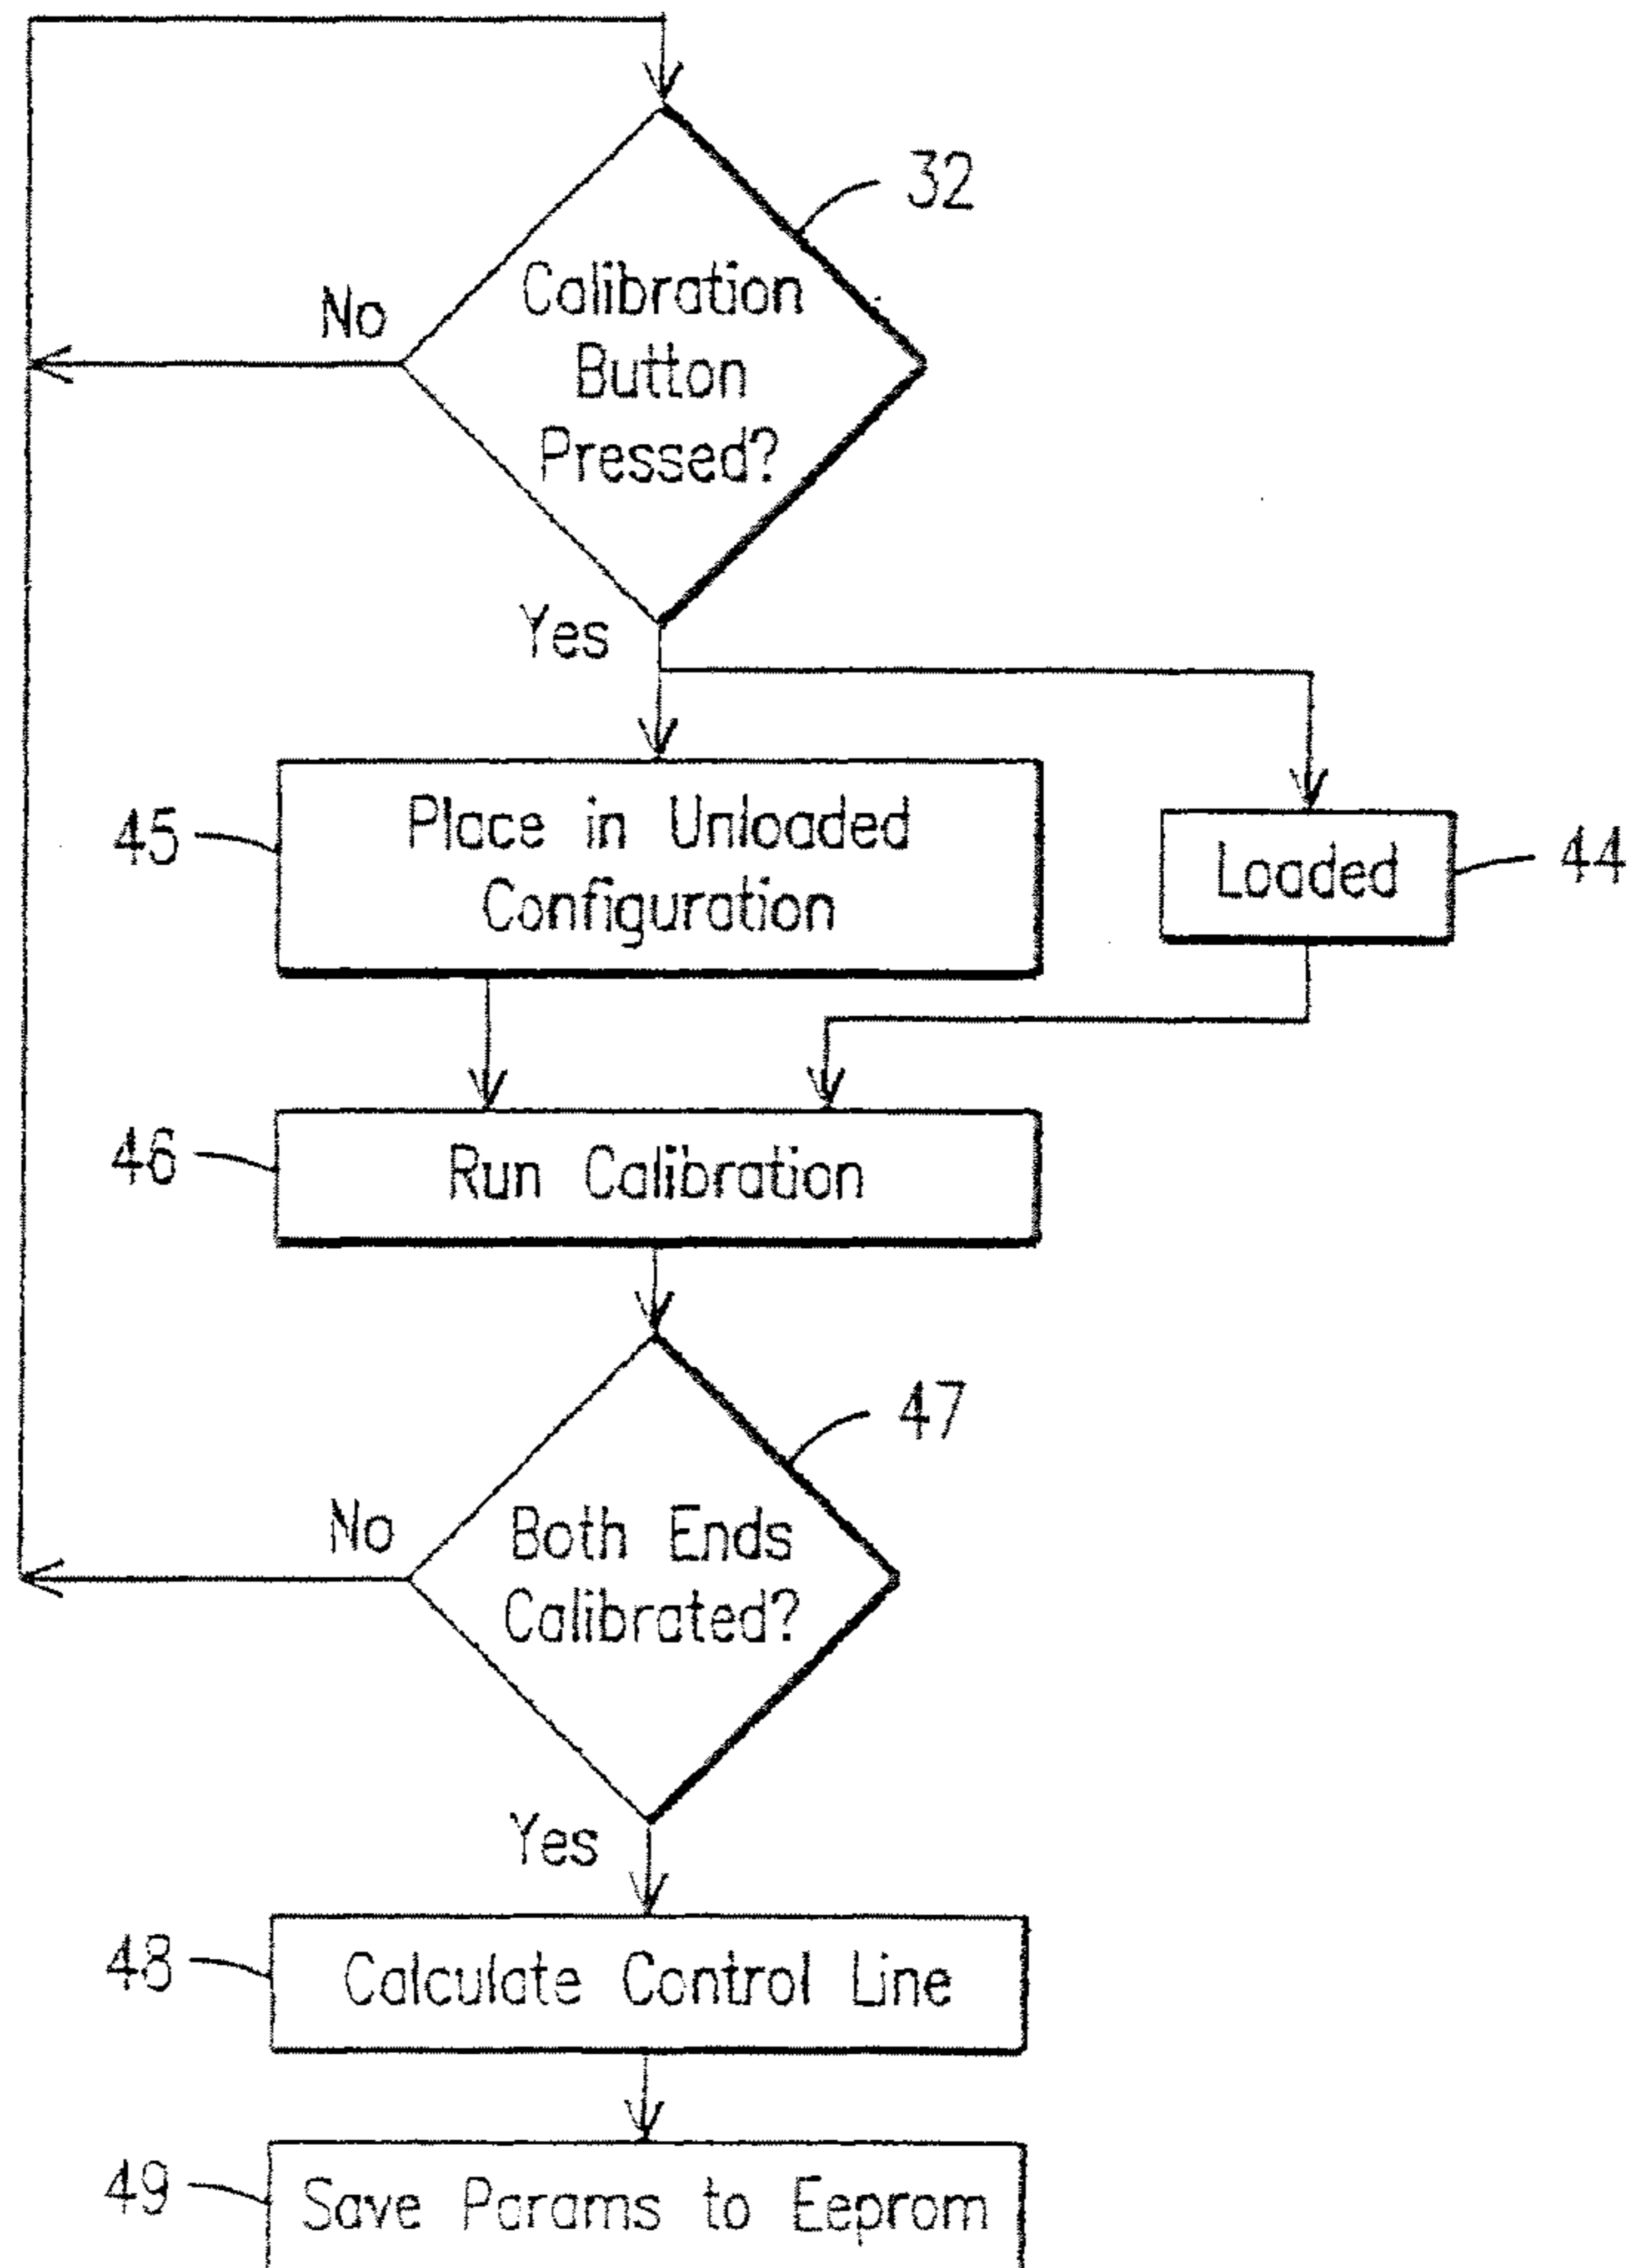 32
Calibration
Button
Pressed?
No
Yes
45
Place in Unloaded
Configuration
Loaded
44
46
Run Calibration
47
Both Ends
Calibrated?
No
Yes
48
Calculate Control Line
49
Save Params to Eeprom